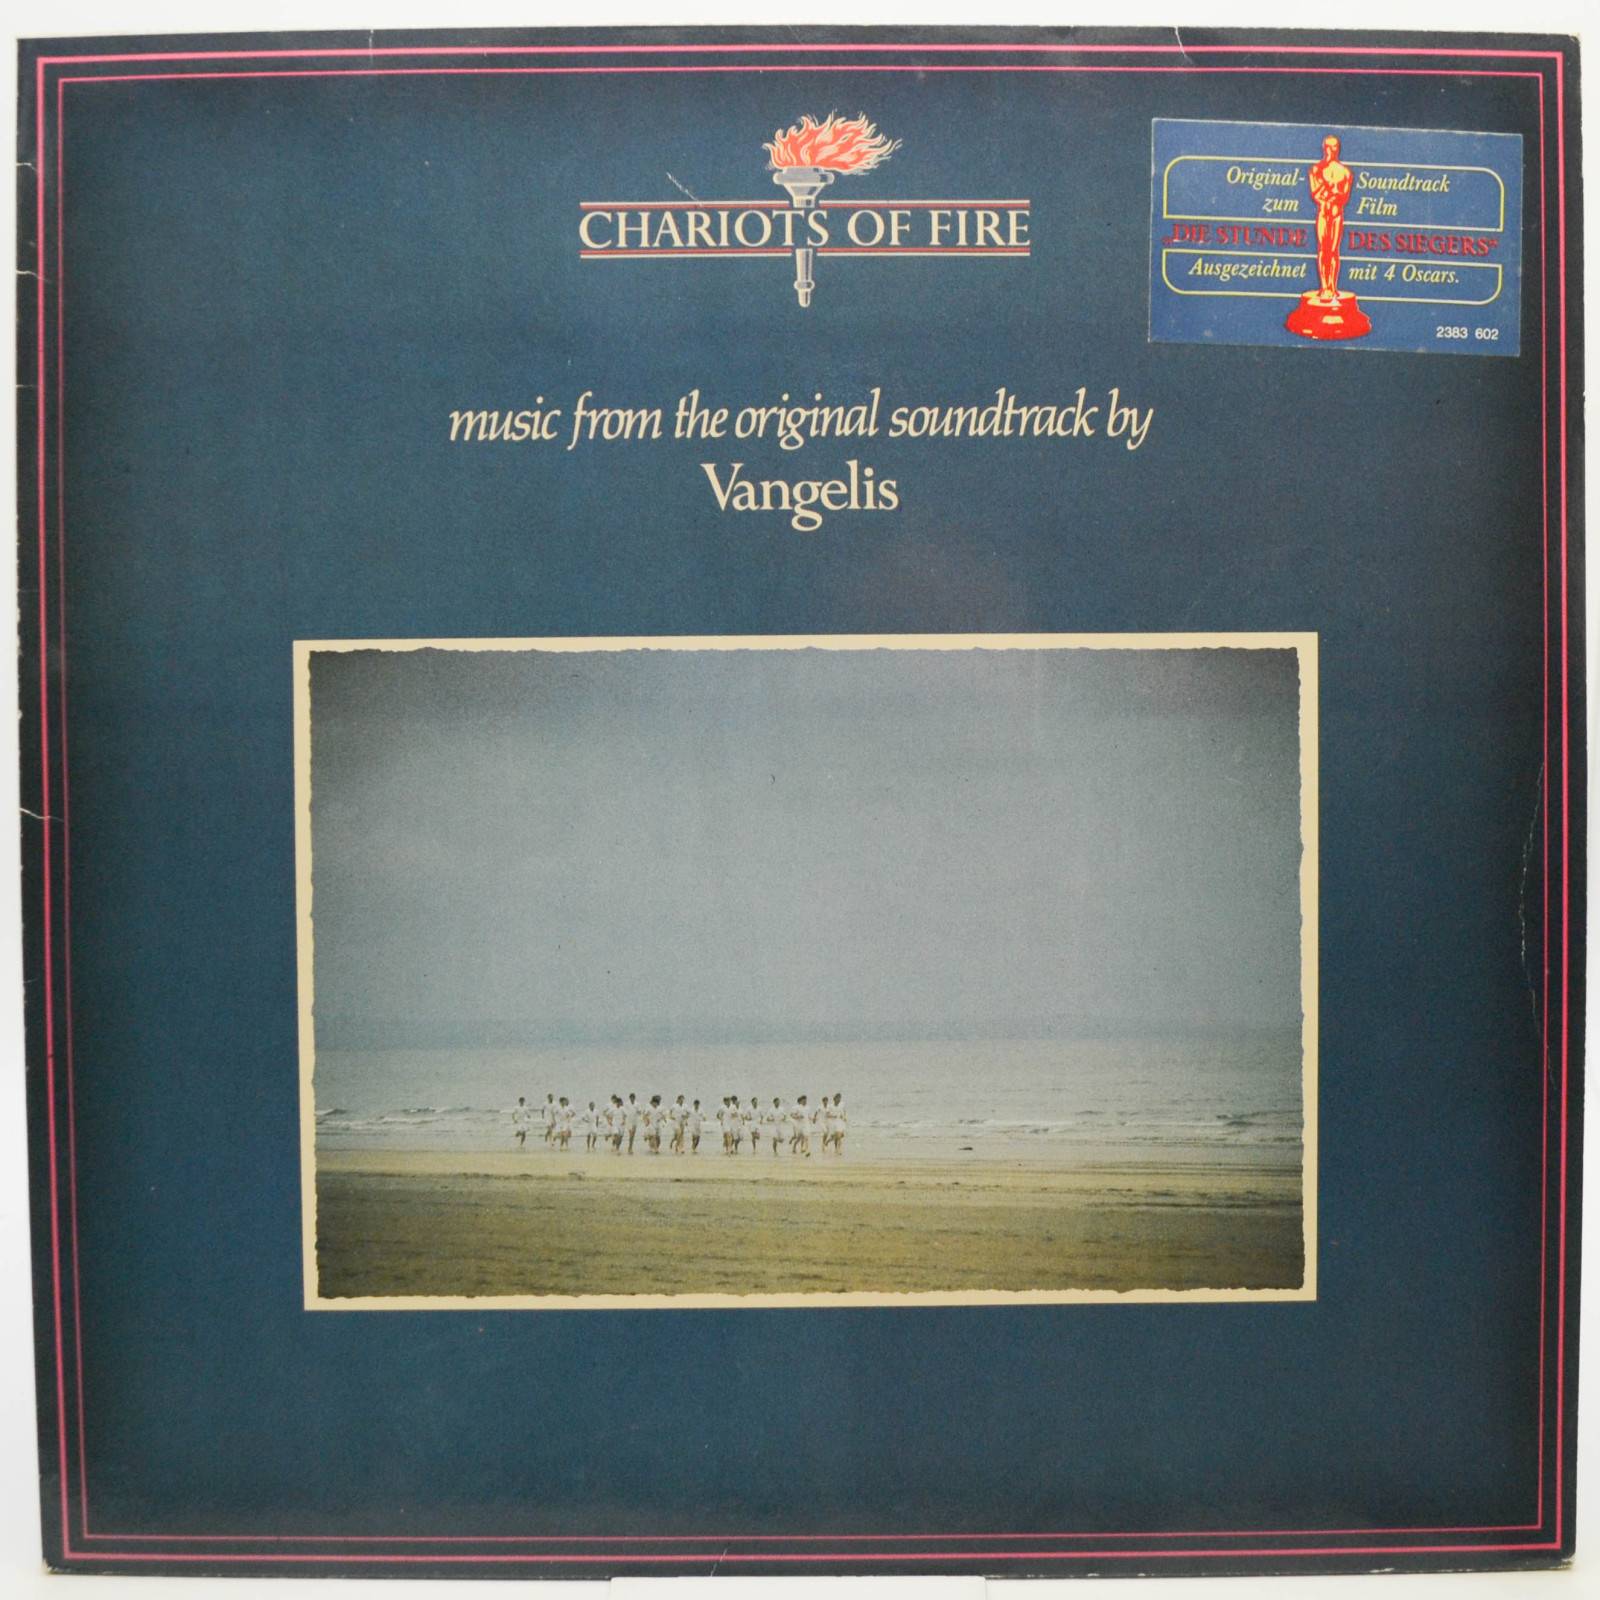 CHARIOTS OF FIRE
Original- Soundtrack
zum Film
„DIE STUNDE DES SIEGERS“
Ausgezeichnet mit 4 Oscars.
2383 602
music from the original soundtrack by
Vangelis